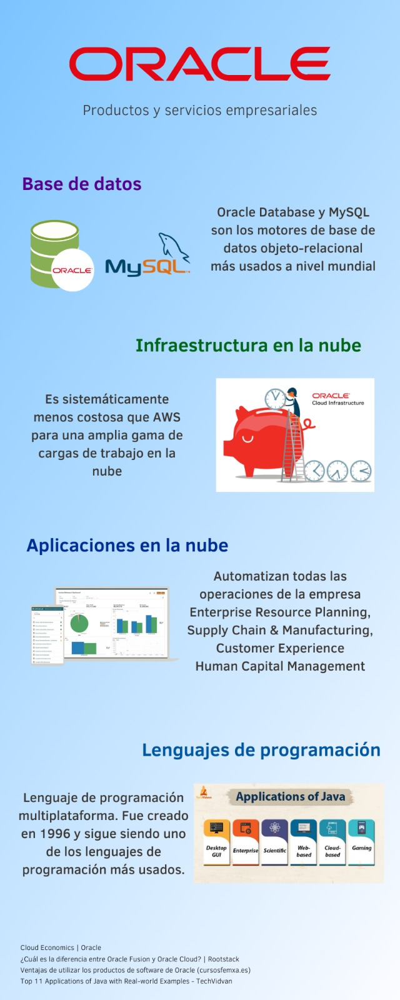 ORACLE
Productos y servicios empresariales
Base de datos
Oracle Database y MySQL
son los motores de base de
datos objeto-relacional
más usados a nivel mundial
ORACLE
MySQL
Infraestructura en la nube
Es sistemáticamente
menos costosa que AWS
para una amplia gama de
cargas de trabajo en la
nube
ORACLE
Cloud Infrastructure
Aplicaciones en la nube
Automatizan todas las
operaciones de la empresa
Enterprise Resource Planning,
Supply Chain & Manufacturing,
Customer Experience
Human Capital Management
Lenguajes de programación
Lenguaje de programación
multiplataforma. Fue creado
en 1996 y sigue siendo uno
de los lenguajes de
programación más usados.
TechVidvan
Applications of Java
Desktop
GUI
Enterprise
Scientific
Web-
based
Cloud-
based
Gaming
Cloud Economics | Oracle
¿Cuál es la diferencia entre Oracle Fusion y Oracle Cloud? | Rootstack
Ventajas de utilizar los productos de software de Oracle (cursosfemxa.es)
Top 11 Applications of Java with Real-world Examples - TechVidvan